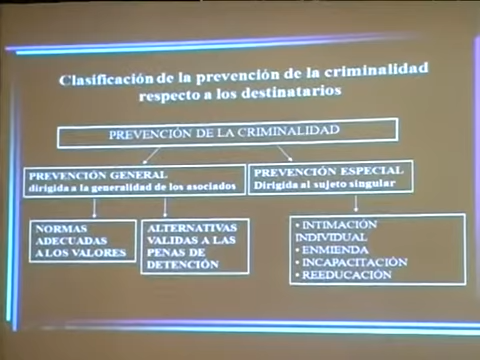 Clasificación de la prevención de la criminalidad
respecto a los destinatarios
PREVENCIÓN DE LA CRIMINALIDAD
PREVENCIÓN GENERAL
dirigida a la generalidad de los asociados
PREVENCIÓN ESPECIAL
Dirigida al sujeto singular
NORMAS
ADECUADAS
A LOS VALORES
ALTERNATIVAS
VALIDAS A LAS
PENAS DE
DETENCIÓN
• INTIMACIÓN
INDIVIDUAL
• ENMIENDA
• INCAPACITACIÓN
• REEDUCACIÓN